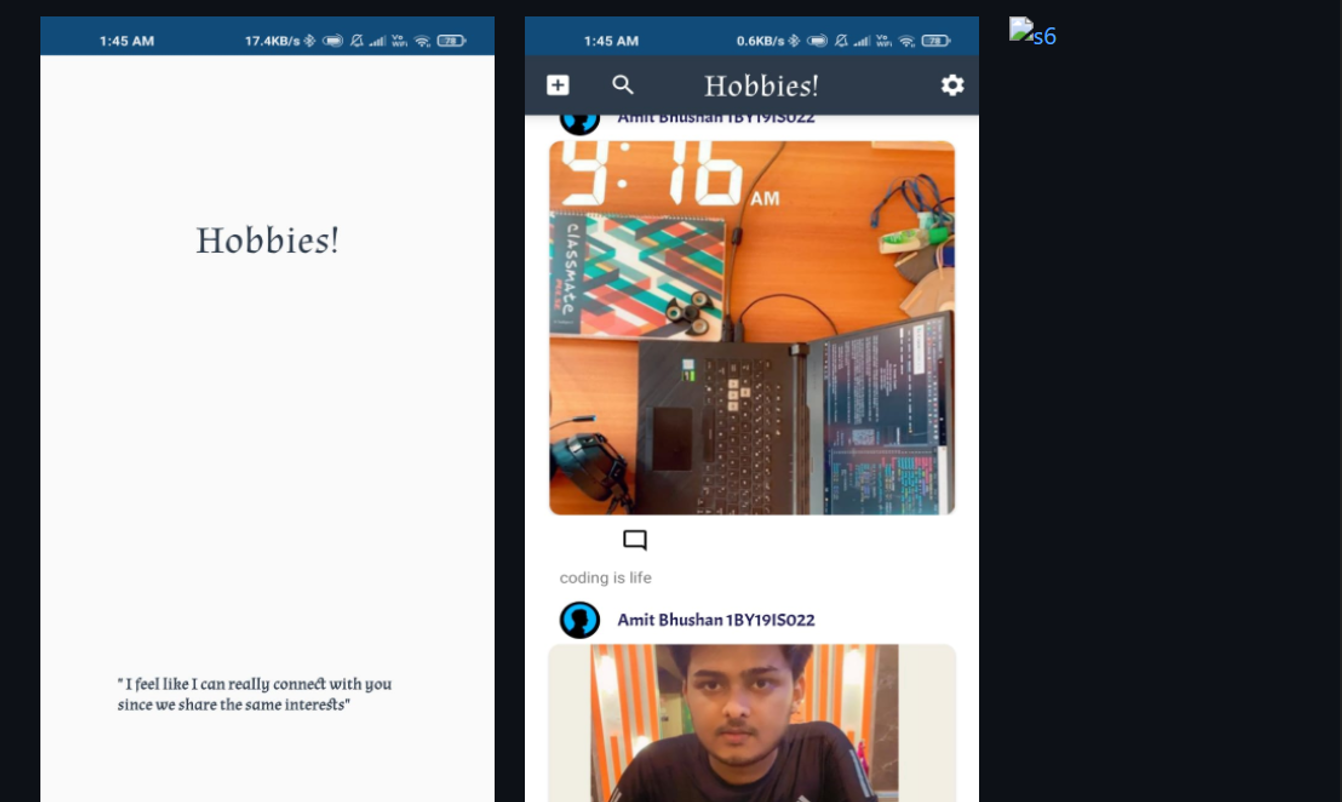 1:45 AM
17.4KB/s
Vo
WiFi
78
Hobbies!
" I feel like I can really connect with you
since we share the same interests"
1:45 AM
0.6KB/s
Vo
WiFi
78
Hobbies!
Amit Bhushan 1BY19IS022
9:16
AM
classmate
PULSE
coding is life
Amit Bhushan 1BY19IS022
s6